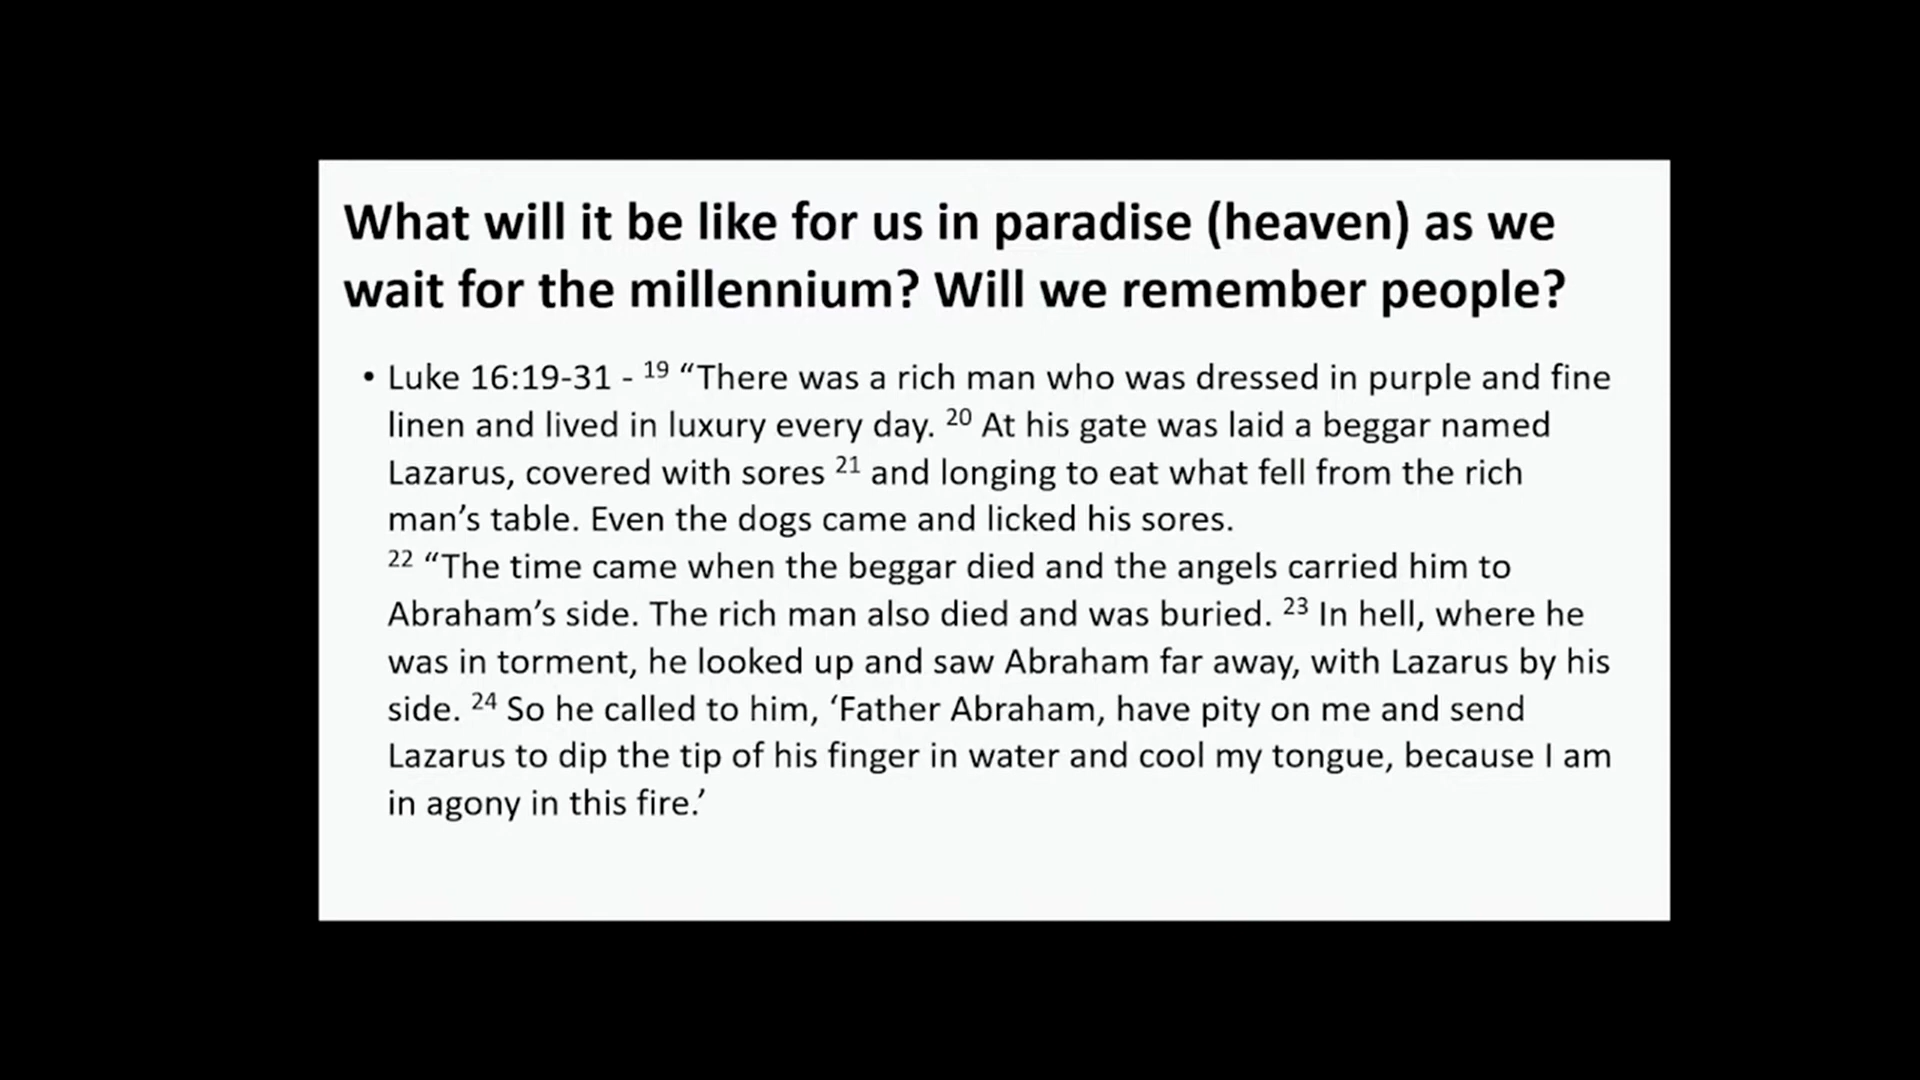 What will it be like for us in paradise (heaven) as we
wait for the millennium? Will we remember people?
• Luke 16:19-31 - 19 “There was a rich man who was dressed in purple and fine
linen and lived in luxury every day. 20 At his gate was laid a beggar named
Lazarus, covered with sores 21 and longing to eat what fell from the rich
man’s table. Even the dogs came and licked his sores.
22 “The time came when the beggar died and the angels carried him to
Abraham’s side. The rich man also died and was buried. 23 In hell, where he
was in torment, he looked up and saw Abraham far away, with Lazarus by his
side. 24 So he called to him, ‘Father Abraham, have pity on me and send
Lazarus to dip the tip of his finger in water and cool my tongue, because I am
in agony in this fire.’